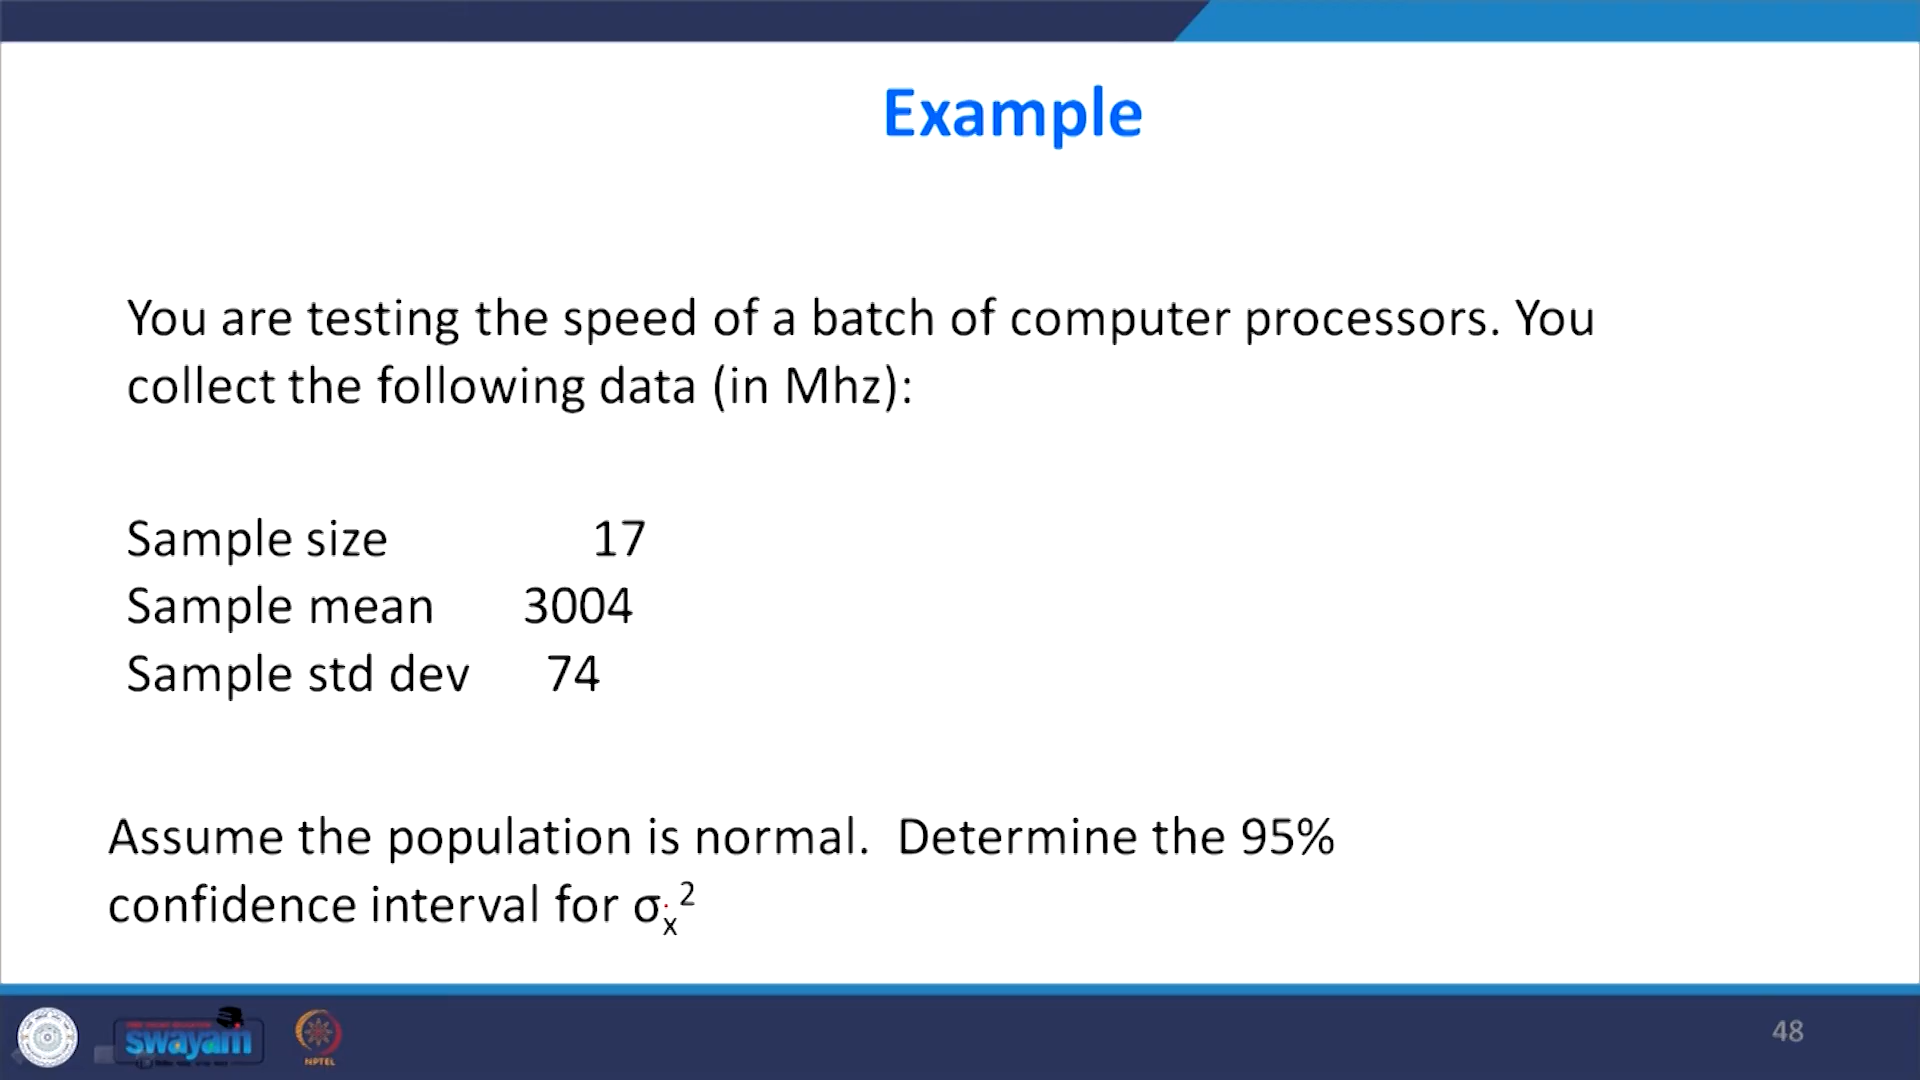 Example
You are testing the speed of a batch of computer processors. You
collect the following data (in Mhz):
Sample size 17
Sample mean 3004
Sample std dev 74
Assume the population is normal. Determine the 95%
confidence interval for σₓ²
swayam
NPTEL
48